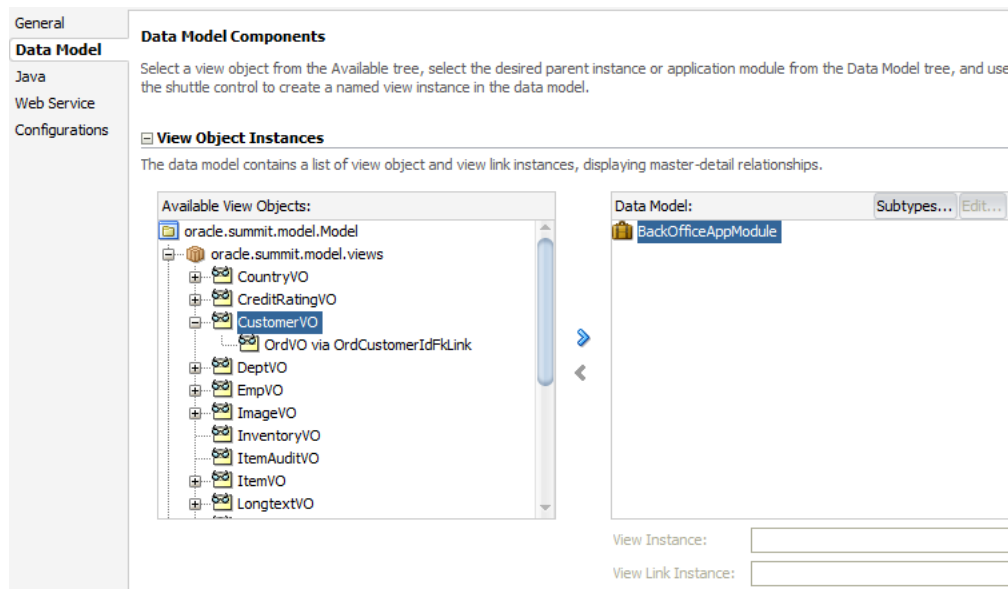 General
Data Model
Java
Web Service
Configurations
Data Model Components
Select a view object from the Available tree, select the desired parent instance or application module from the Data Model tree, and use
the shuttle control to create a named view instance in the data model.
View Object Instances
The data model contains a list of view object and view link instances, displaying master-detail relationships.
Available View Objects:
oracle.summit.model.Model
oracle.summit.model.views
CountryVO
CreditRatingVO
CustomerVO
OrdVO via OrdCustomerIdFkLink
DeptVO
EmpVO
ImageVO
InventoryVO
ItemAuditVO
ItemVO
LongtextVO
Data Model:
Subtypes... Edit...
BackOfficeAppModule
View Instance:
View Link Instance: